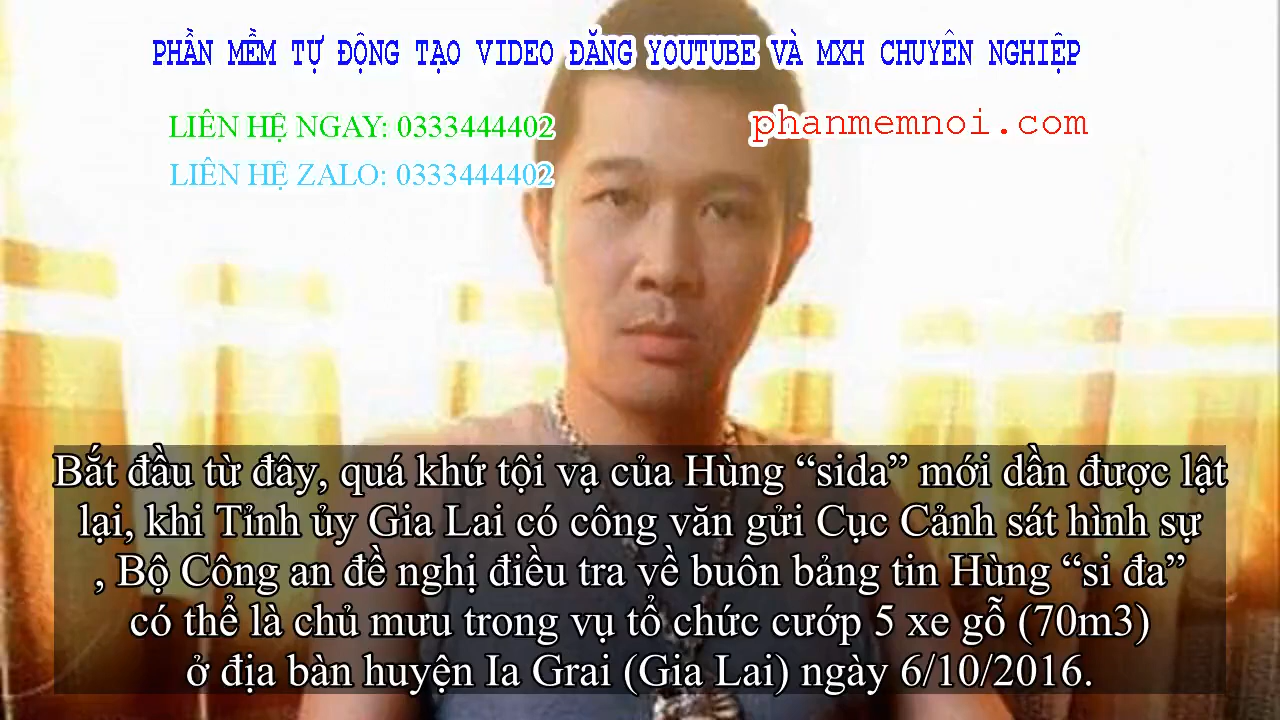 PHẦN MỀM TỰ ĐỘNG TẠO VIDEO ĐĂNG YOUTUBE VÀ MXH CHUYÊN NGHIỆP
LIÊN HỆ NGAY: 0333444402
phanmemnoi.com
LIÊN HỆ ZALO: 0333444402
Bắt đầu từ đây, quá khứ tội vạ của Hùng “sida” mới dần được lật
lại, khi Tỉnh ủy Gia Lai có công văn gửi Cục Cảnh sát hình sự
, Bộ Công an đề nghị điều tra về buôn bảng tin Hùng “si đa”
có thể là chủ mưu trong vụ tổ chức cướp 5 xe gỗ (70m3)
ở địa bàn huyện Ia Grai (Gia Lai) ngày 6/10/2016.